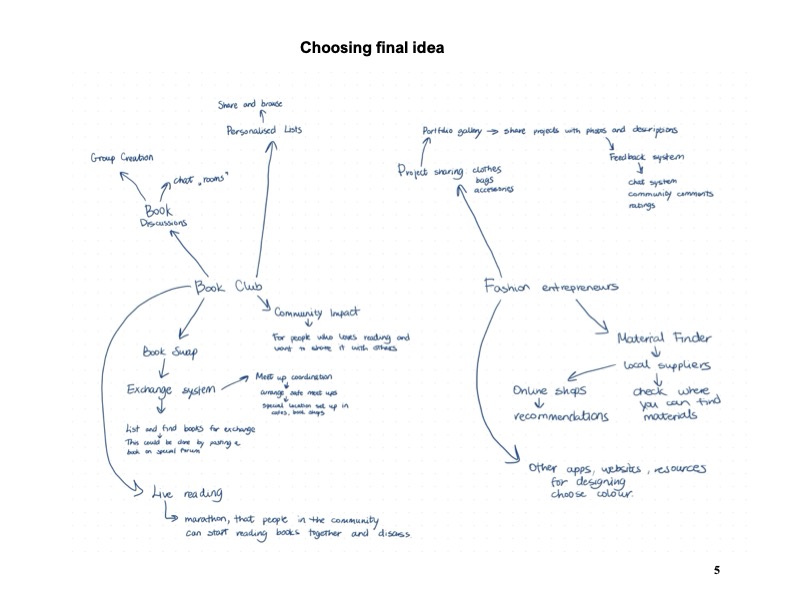 Choosing final idea
Share and browse
Personalised Lists
Group Creation
chat „rooms"
Book
Discussions
Book Club
Community Impact
For people who loves reading and
want to share it with others
Book Swap
Exchange system
Meet up coordination
arrange safe meet ups
special location set up in
cafes, book shops
List and find books for exchange
This could be done by posting a
book on special forum
Live reading
marathon, that people in the community
can start reading books together and disscuss
Portfolio gallery → share projects with photos and descriptions
Feedback system
chat system
community comments
ratings
Project sharing
clothes
bags
accessories
Fashion entrepreneurs
Material Finder
Local suppliers
Online shops
recommendations
check where
you can find
materials
Other apps, websites, resources
for designing
choose colour.
5